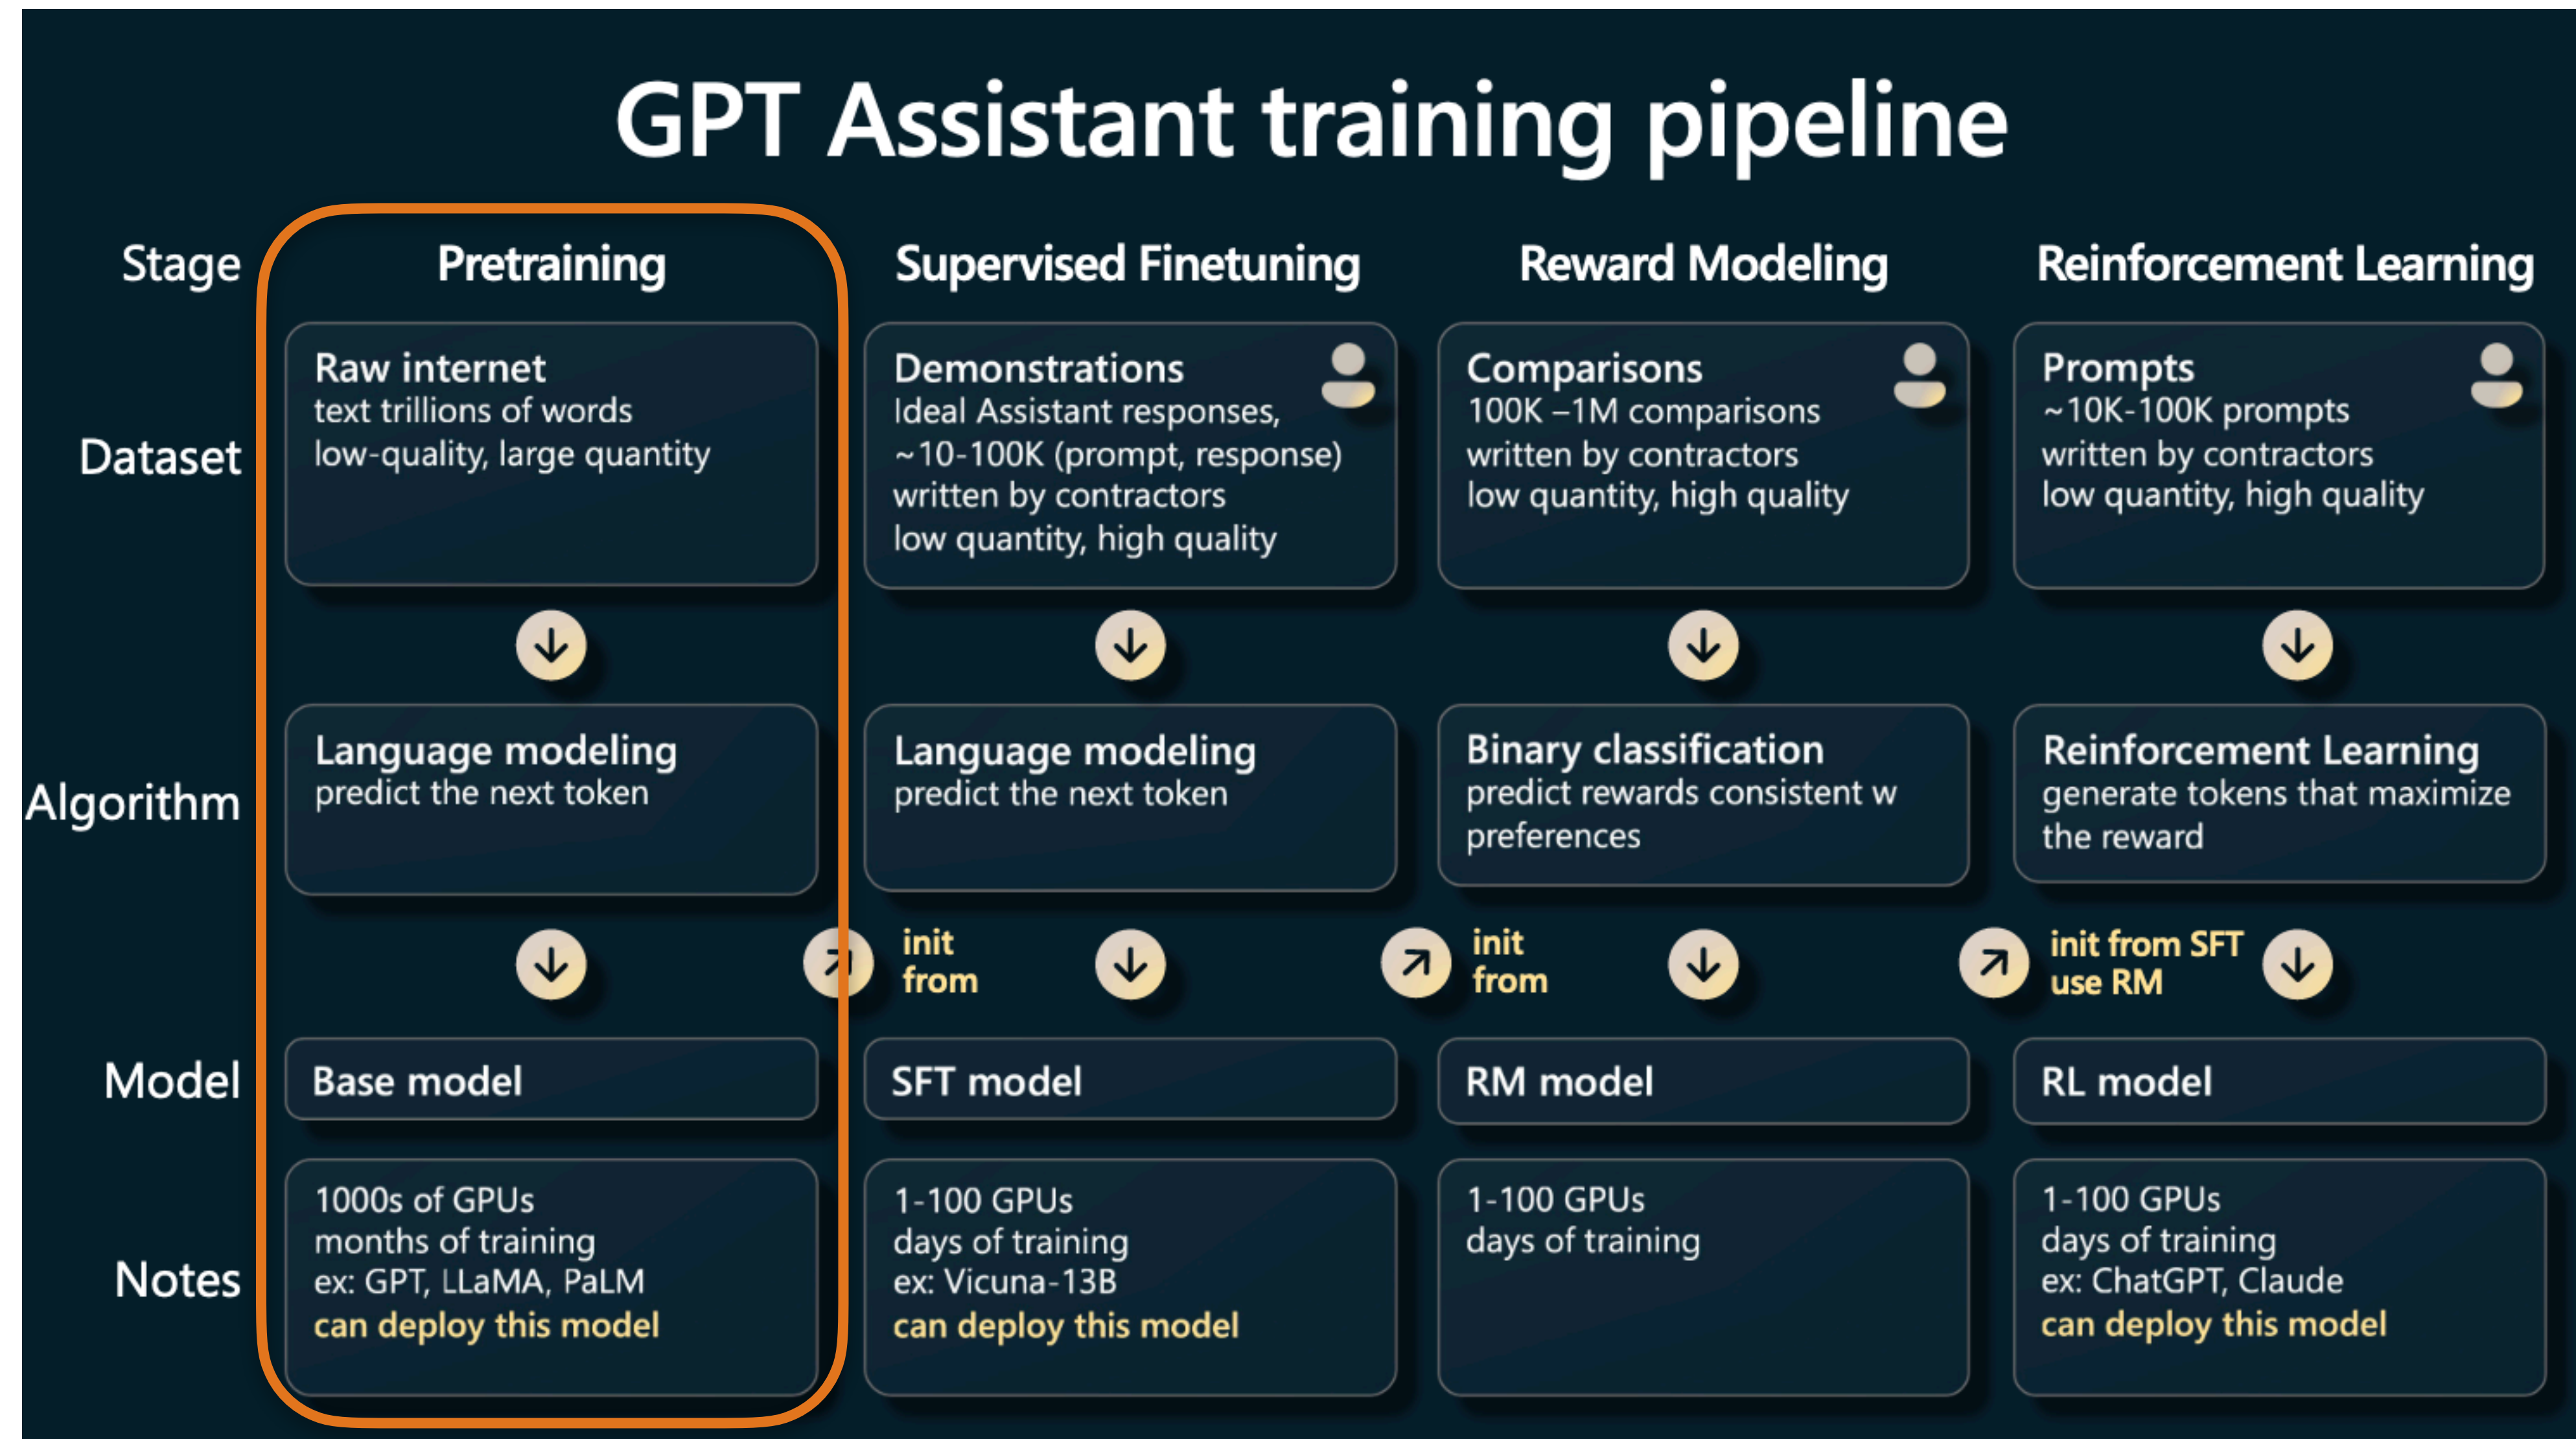 GPT Assistant training pipeline
Stage
Pretraining
Supervised Finetuning
Reward Modeling
Reinforcement Learning
Dataset
Raw internet
text trillions of words
low-quality, large quantity
Demonstrations
Ideal Assistant responses,
~10-100K (prompt, response)
written by contractors
low quantity, high quality
Comparisons
100K –1M comparisons
written by contractors
low quantity, high quality
Prompts
~10K-100K prompts
written by contractors
low quantity, high quality
Algorithm
Language modeling
predict the next token
Language modeling
predict the next token
Binary classification
predict rewards consistent w
preferences
Reinforcement Learning
generate tokens that maximize
the reward
init
from
init
from
init from SFT
use RM
Model
Base model
SFT model
RM model
RL model
Notes
1000s of GPUs
months of training
ex: GPT, LLaMA, PaLM
can deploy this model
1-100 GPUs
days of training
ex: Vicuna-13B
can deploy this model
1-100 GPUs
days of training
1-100 GPUs
days of training
ex: ChatGPT, Claude
can deploy this model